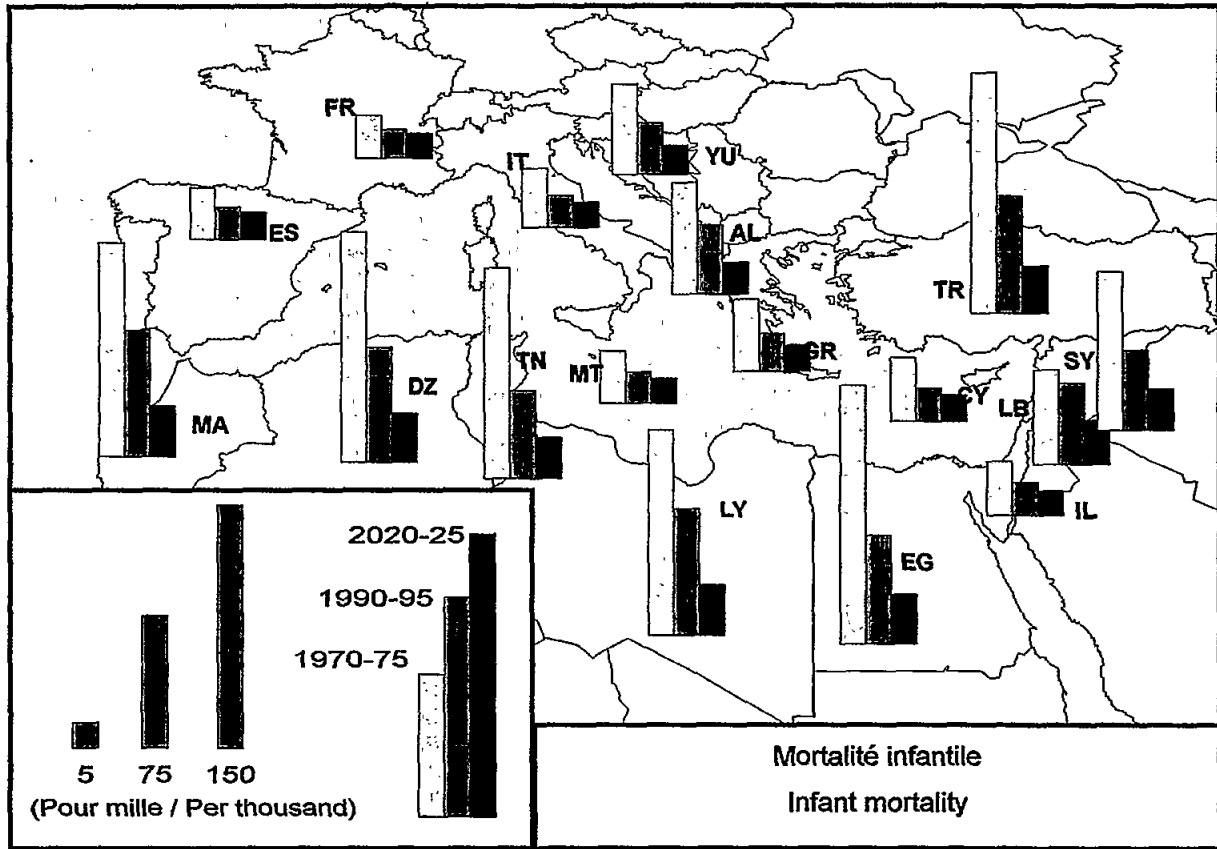 FR
IT
YU
ES
AL
TR
TN
MT
GR
SY
DZ
CY
LB
MA
LY
IL
EG
2020-25
1990-95
1970-75
5 75 150
(Pour mille / Per thousand)
Mortalité infantile
Infant mortality